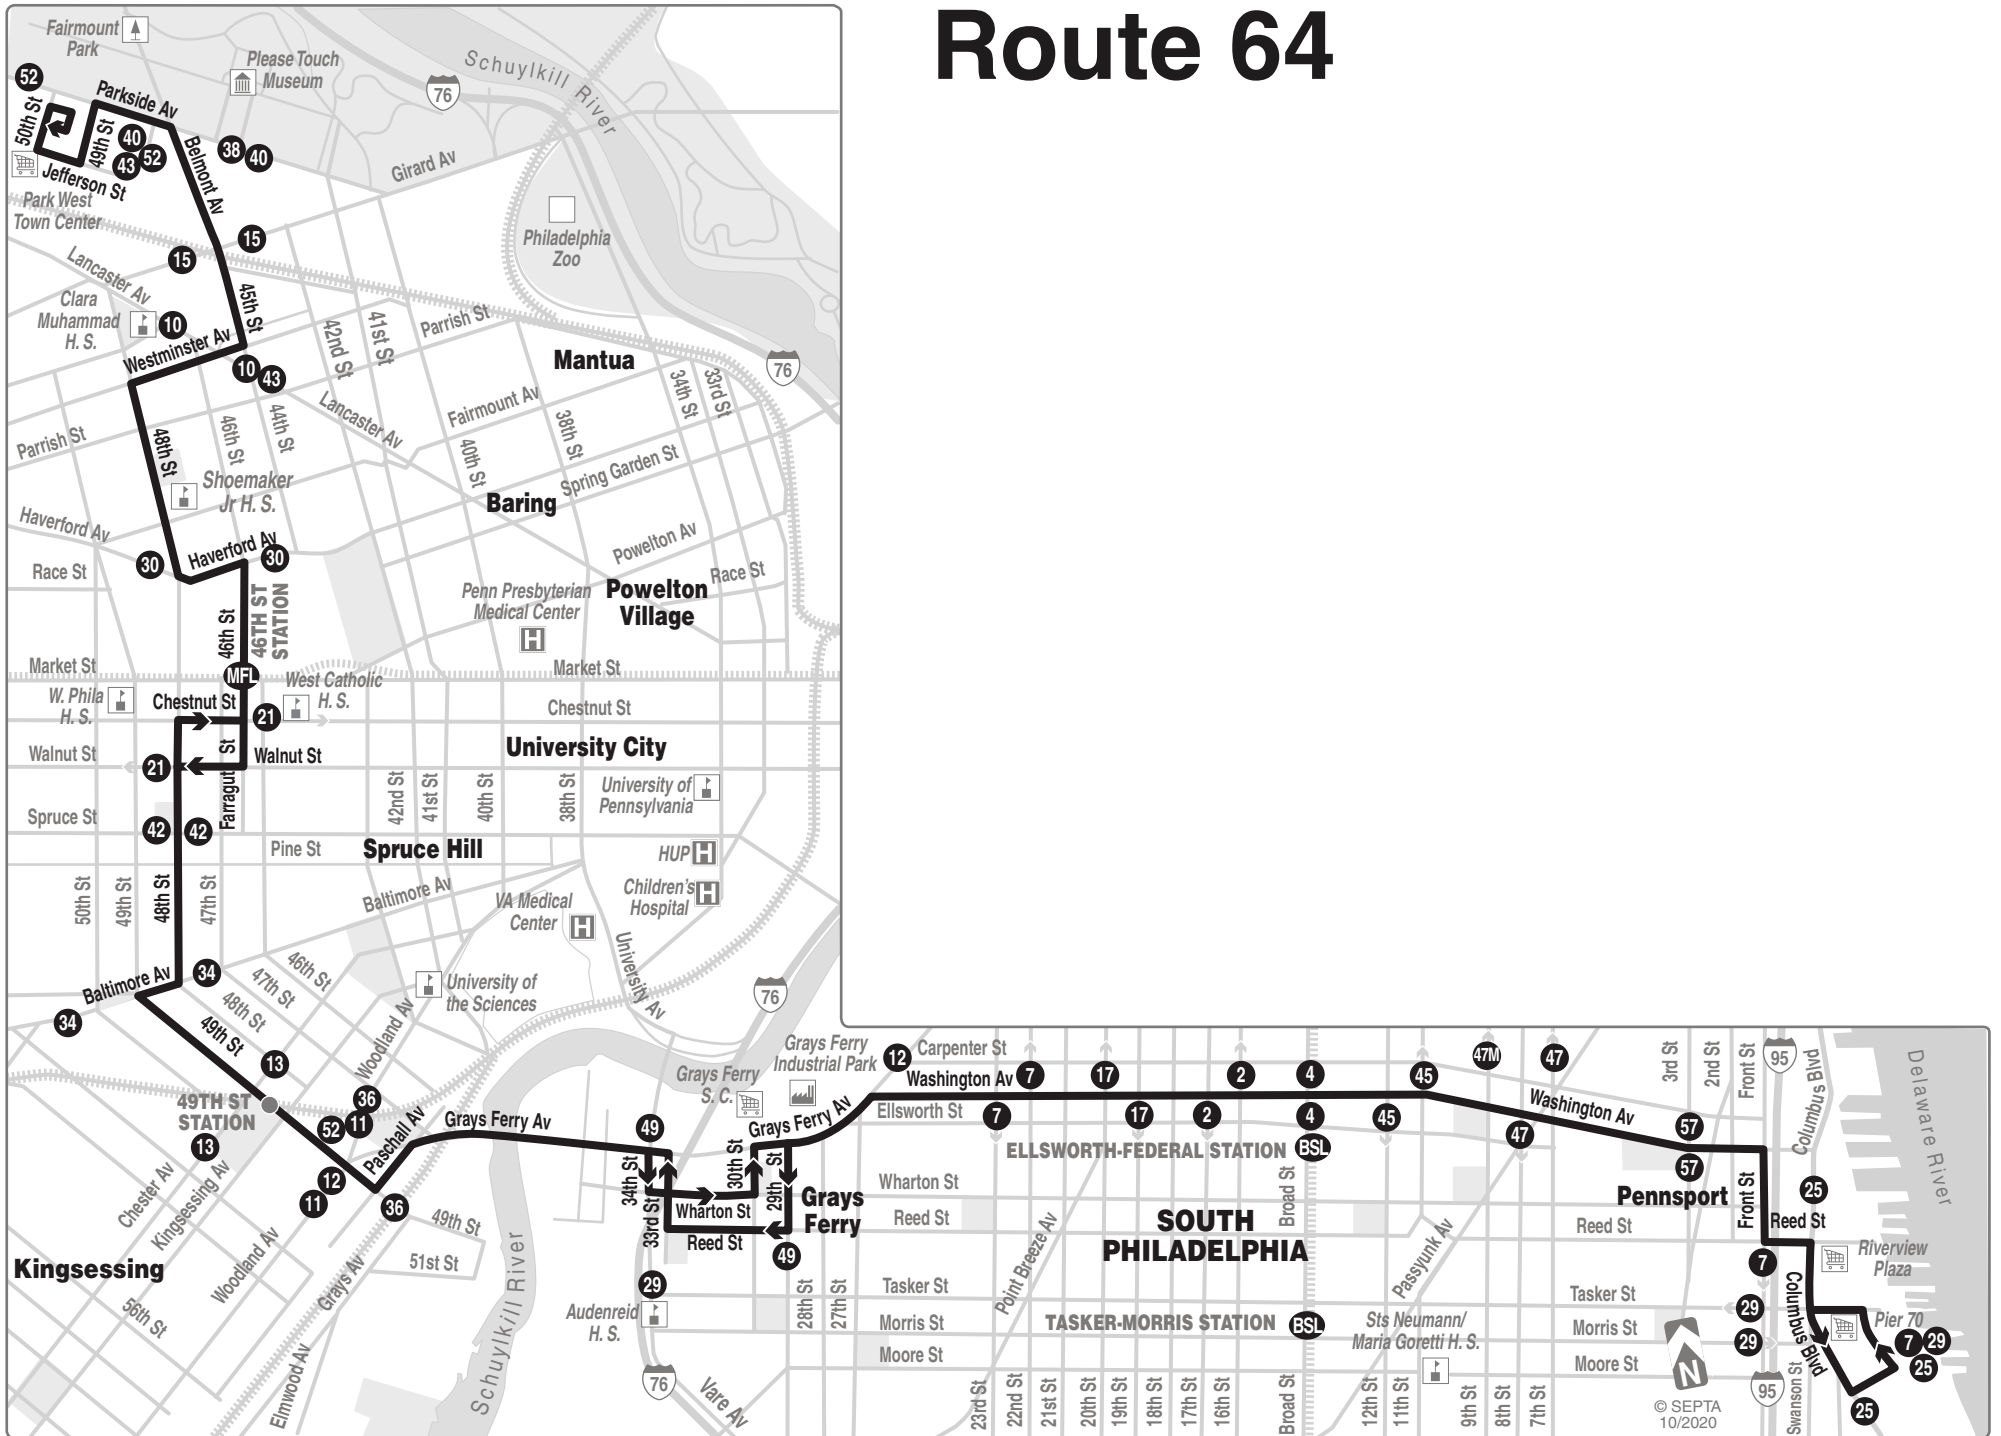 Route 64
Fairmount
Park
Please Touch
Museum
Schuylkill River
76
52
50th St
Parkside Av
49th St
40
43
52
38
40
Belmont Av
Jefferson St
Park West
Town Center
Girard Av
15
15
Philadelphia
Zoo
Lancaster Av
Clara
Muhammad
H. S.
10
45th St
Westminster Av
42nd St
41st St
Parrish St
Mantua
76
10
43
34th St
33rd St
Parrish St
48th St
46th St
44th St
Lancaster Av
Fairmount Av
40th St
38th St
Spring Garden St
Shoemaker
Jr H. S.
Baring
Haverford Av
Haverford Av
30
30
Powelton Av
Race St
Race St
46th St
46TH ST
STATION
Penn Presbyterian
Medical Center
H
Powelton
Village
Market St
MFL
Market St
W. Phila
H. S.
Chestnut St
21
West Catholic
H. S.
Chestnut St
Walnut St
21
Farragut St
Walnut St
University City
42nd St
41st St
40th St
38th St
University of
Pennsylvania
Spruce St
42
42
Pine St
Spruce Hill
HUP
H
50th St
49th St
48th St
47th St
Baltimore Av
VA Medical
Center
H
Children's
Hospital
H
University Av
Baltimore Av
34
34
46th St
47th St
48th St
49th St
University of
the Sciences
Woodland Av
76
13
49TH ST
STATION
13
36
11
52
Paschall Av
Grays Ferry Av
12
11
36
49th St
51st St
Chester Av
Kingsessing Av
Woodland Av
Grays Av
Kingsessing
56th St
Elmwood Av
Schuylkill River
Grays Ferry
S. C.
Grays Ferry
Industrial Park
12
49
Grays Ferry Av
34th St
33rd St
30th St
29th St
Wharton St
Reed St
Grays
Ferry
49
29
Audenreid
H. S.
76
Vare Av
28th St
27th St
Carpenter St
Washington Av
Ellsworth St
7
17
2
4
45
47M
47
7
17
2
4
45
47
ELLSWORTH-FEDERAL STATION
BSL
Washington Av
57
57
3rd St
2nd St
Front St
95
Columbus Blvd
Delaware River
Wharton St
Reed St
Point Breeze Av
SOUTH
PHILADELPHIA
Broad St
Passyunk Av
Pennsport
Reed St
Front St
25
Reed St
7
Riverview
Plaza
Tasker St
Morris St
Moore St
TASKER-MORRIS STATION
BSL
Sts Neumann/
Maria Goretti H. S.
Tasker St
Morris St
Moore St
29
29
Columbus Blvd
Pier 70
7
29
25
25
N
95
Swanson St
23rd St
22nd St
21st St
20th St
19th St
18th St
17th St
16th St
Broad St
12th St
11th St
9th St
8th St
7th St
© SEPTA
10/2020
Spruce St